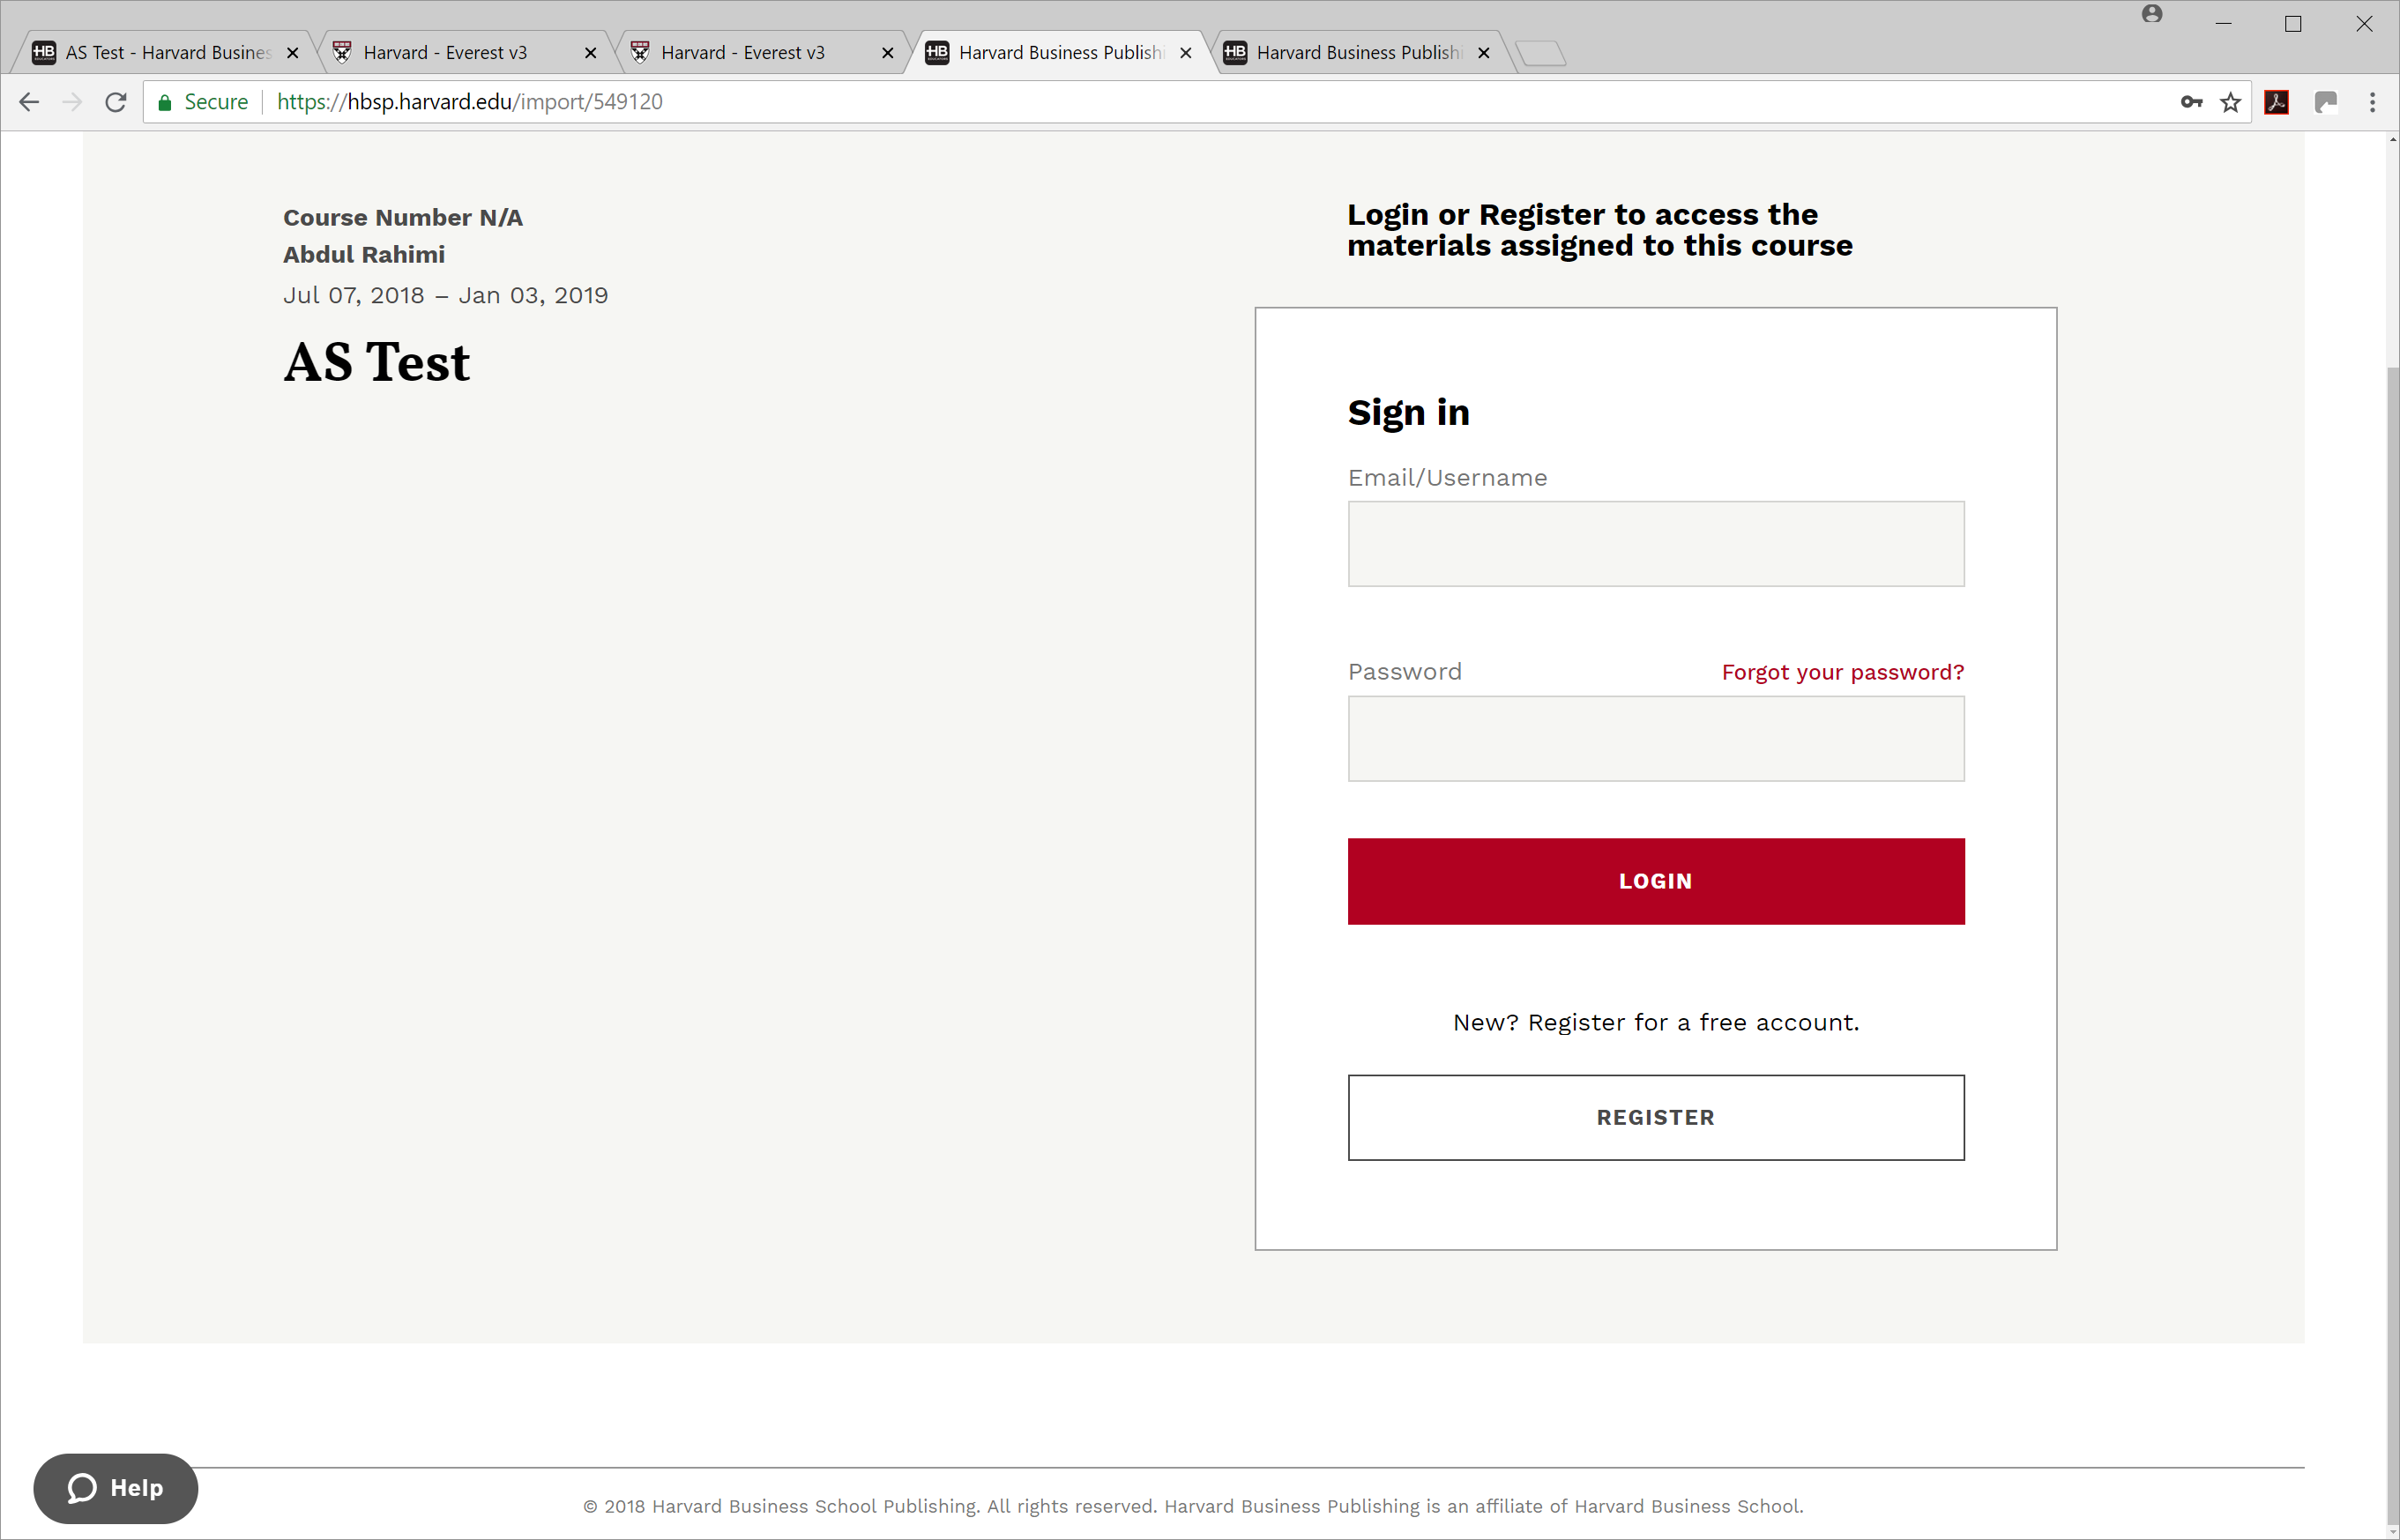 HB AS Test - Harvard Busines
Harvard - Everest v3
Harvard - Everest v3
HB Harvard Business Publishi
HB Harvard Business Publishi
Secure https://hbsp.harvard.edu/import/549120
Course Number N/A
Abdul Rahimi
Jul 07, 2018 – Jan 03, 2019
AS Test
Login or Register to access the
materials assigned to this course
Sign in
Email/Username
Password Forgot your password?
LOGIN
New? Register for a free account.
REGISTER
Help
© 2018 Harvard Business School Publishing. All rights reserved. Harvard Business Publishing is an affiliate of Harvard Business School.